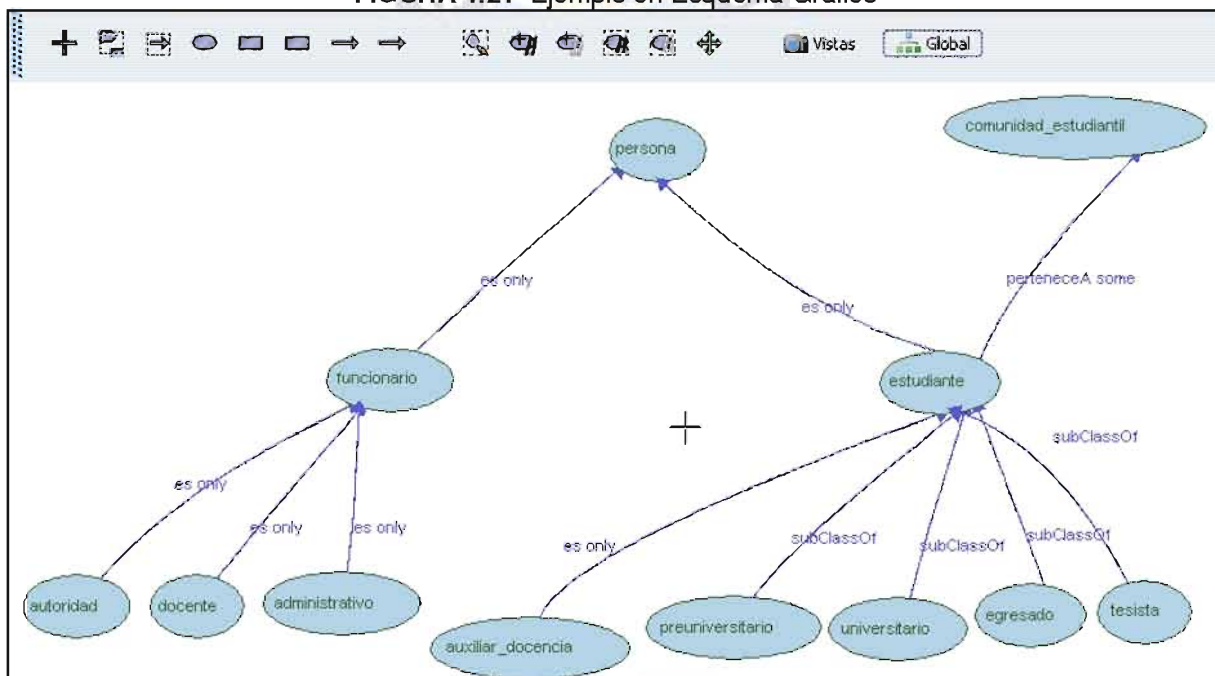 FIGURA 4.21 Ejemplo en Esquema Gráfico
Vistas
Global
comunidad_estudiantil
persona
perteneceA some
es only
es only
funcionario
estudiante
subClassOf
es only
es only
es only
es only
subClassOf
subClassOf
subClassOf
autoridad
docente
administrativo
auxiliar_docencia
preuniversitario
universitario
egresado
tesista